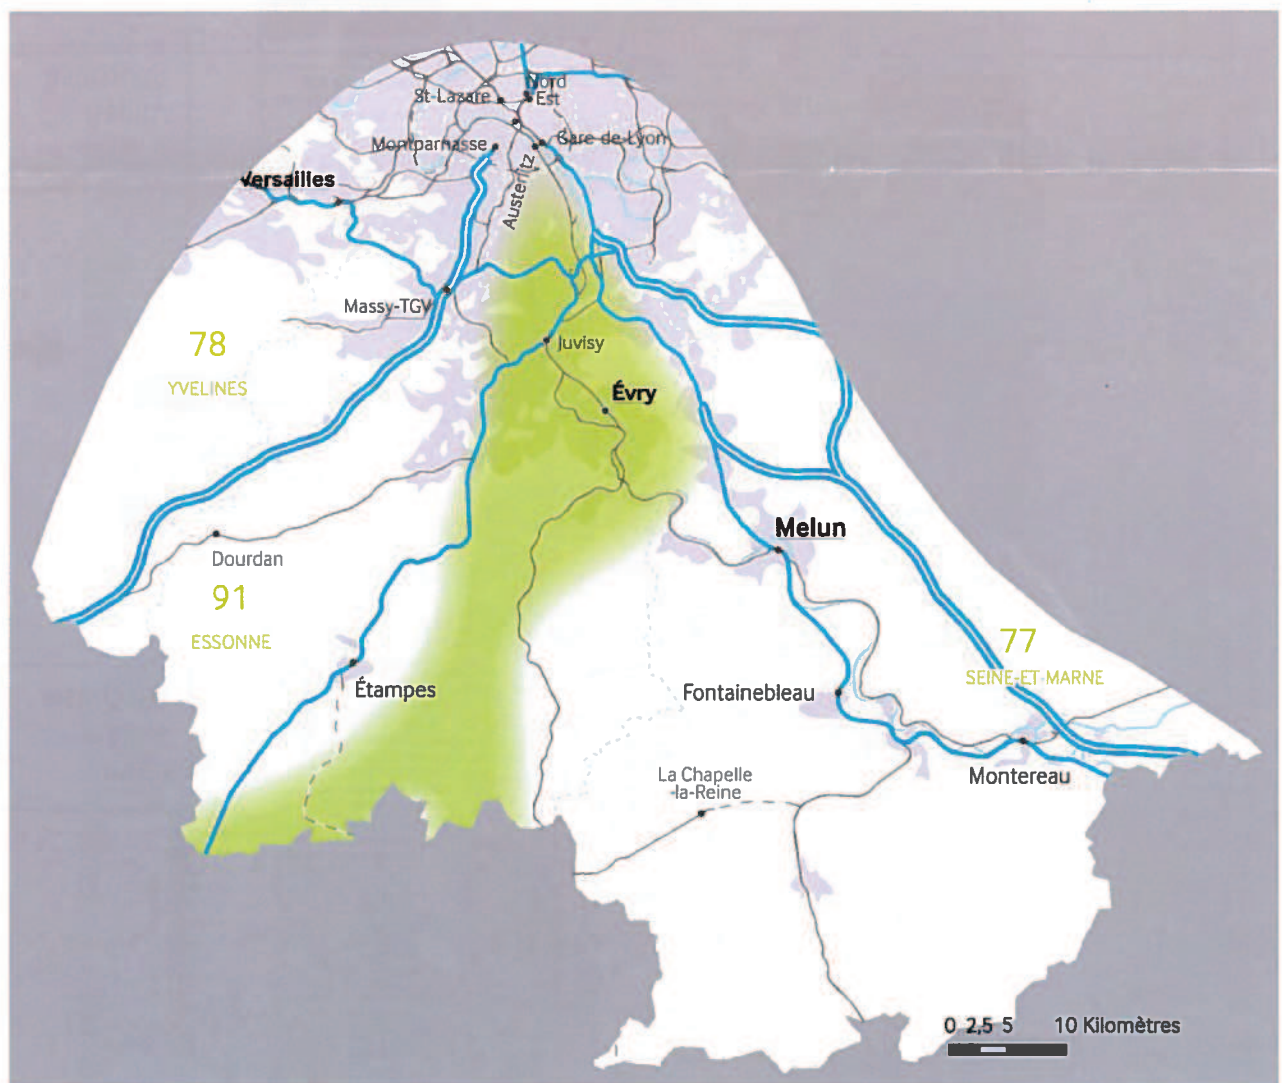 Nord
St-Lazare
Est
Montparnasse
Gare-de-Lyon
Versailles
Austerlitz
Massy-TGV
78
YVELINES
Juvisy
Évry
Melun
Dourdan
91
ESSONNE
77
SEINE-ET-MARNE
Étampes
Fontainebleau
La Chapelle
-la-Reine
Montereau
0 2,5 5 10 Kilomètres